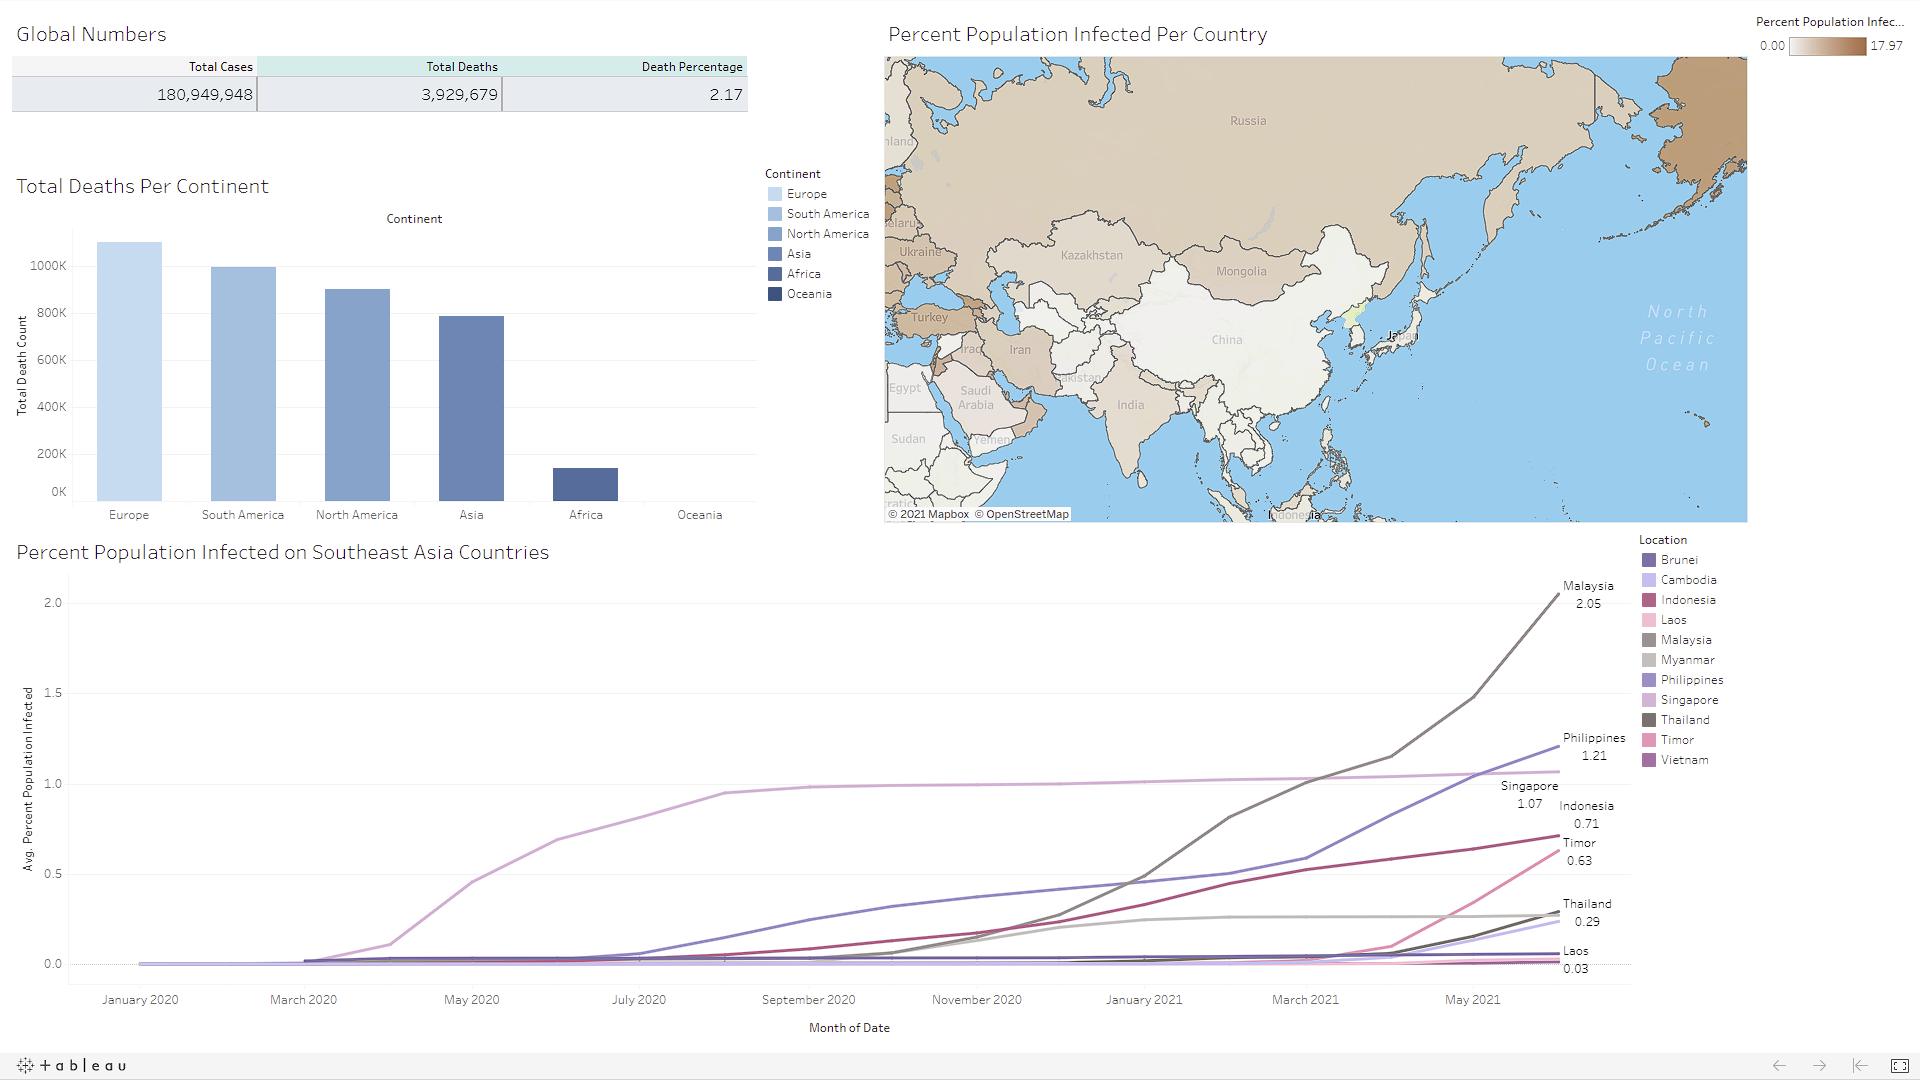 Global Numbers
Total Cases Total Deaths Death Percentage
180,949,948 3,929,679 2.17
Total Deaths Per Continent
Continent
Total Death Count
1000K
800K
600K
400K
200K
0K
Europe South America North America Asia Africa Oceania
Continent
Europe
South America
North America
Asia
Africa
Oceania
Percent Population Infected Per Country
Russia
nland
elaru
Ukraine
Kazakhstan
Mongolia
Turkey
Iraq
Iran
China
Japan
Egypt
Saudi
Arabia
akistan
India
Sudan
Yemen
Indonesia
North
Pacific
Ocean
© 2021 Mapbox © OpenStreetMap
Percent Population Infec...
0.00 17.97
Percent Population Infected on Southeast Asia Countries
Avg. Percent Population Infected
2.0
1.5
1.0
0.5
0.0
Malaysia
2.05
Philippines
1.21
Singapore
1.07
Indonesia
0.71
Timor
0.63
Thailand
0.29
Laos
0.03
January 2020 March 2020 May 2020 July 2020 September 2020 November 2020 January 2021 March 2021 May 2021
Month of Date
Location
Brunei
Cambodia
Indonesia
Laos
Malaysia
Myanmar
Philippines
Singapore
Thailand
Timor
Vietnam
+ableau